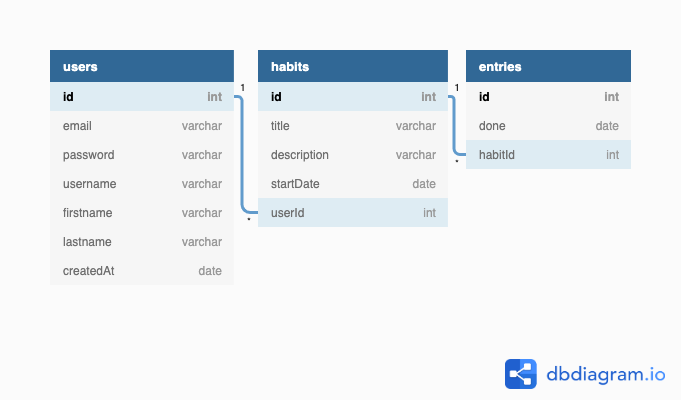 users
id int
email varchar
password varchar
username varchar
firstname varchar
lastname varchar
createdAt date
1
*
habits
id int
title varchar
description varchar
startDate date
userId int
1
*
entries
id int
done date
habitId int
dbdiagram.io